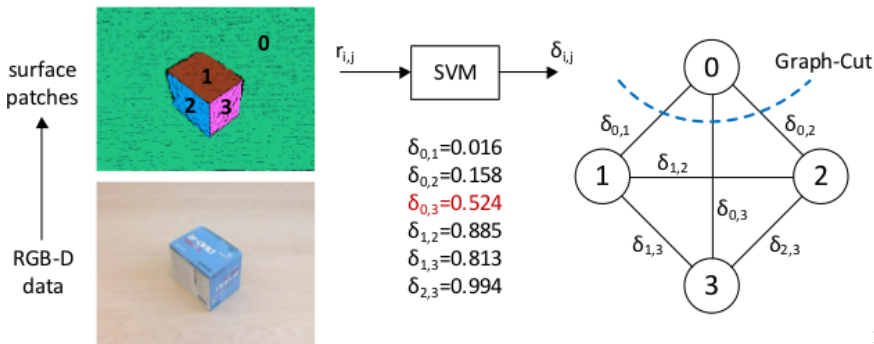 surface
patches
RGB-D
data
0
1
2
3
r_{i,j}
SVM
δ_{i,j}
δ_{0,1}=0.016
δ_{0,2}=0.158
δ_{0,3}=0.524
δ_{1,2}=0.885
δ_{1,3}=0.813
δ_{2,3}=0.994
Graph-Cut
0
δ_{0,1}
δ_{0,2}
1
δ_{1,2}
2
δ_{0,3}
δ_{1,3}
δ_{2,3}
3